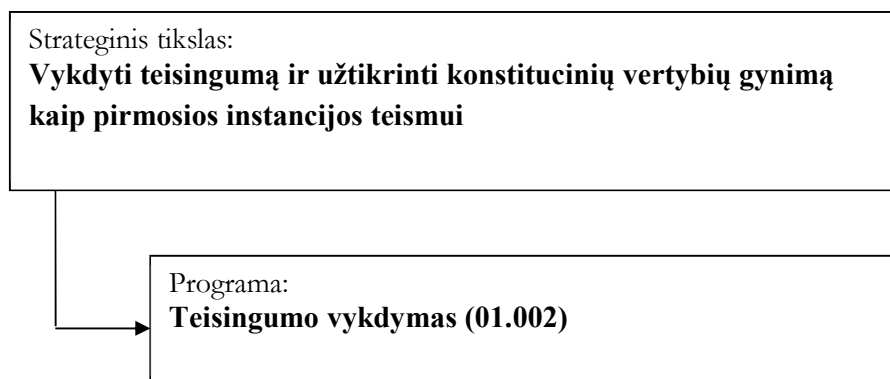 Strateginis tikslas:
Vykdyti teisingumą ir užtikrinti konstitucinių vertybių gynimą
kaip pirmosios instancijos teismui
Programa:
Teisingumo vykdymas (01.002)